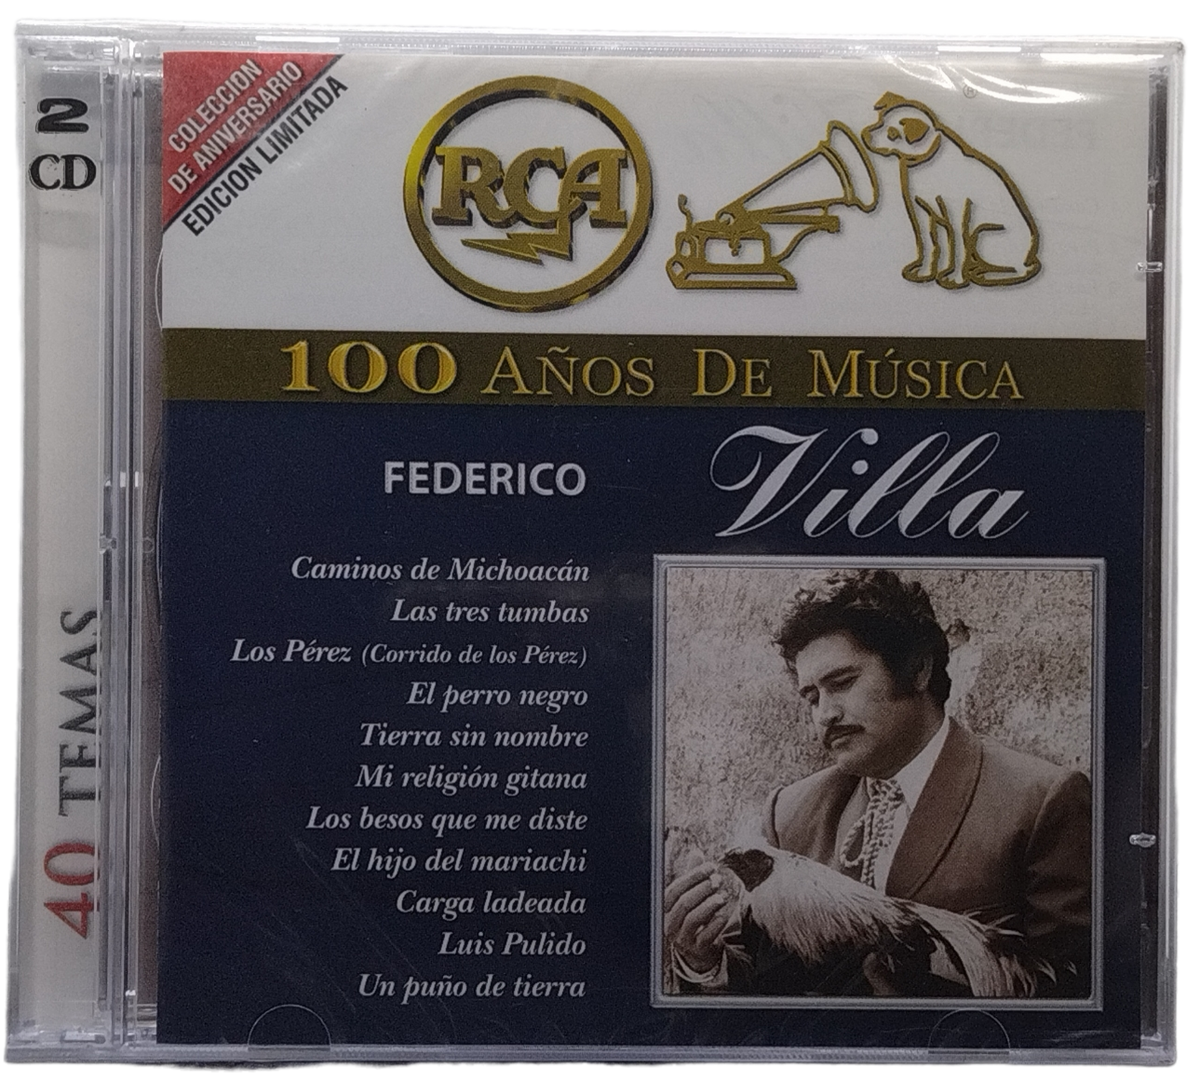 2
CD
40 TEMAS
COLECCION
DE ANIVERSARIO
EDICION LIMITADA
RCA
®
100 AÑOS DE MÚSICA
FEDERICO Villa
Caminos de Michoacán
Las tres tumbas
Los Pérez (Corrido de los Pérez)
El perro negro
Tierra sin nombre
Mi religión gitana
Los besos que me diste
El hijo del mariachi
Carga ladeada
Luis Pulido
Un puño de tierra